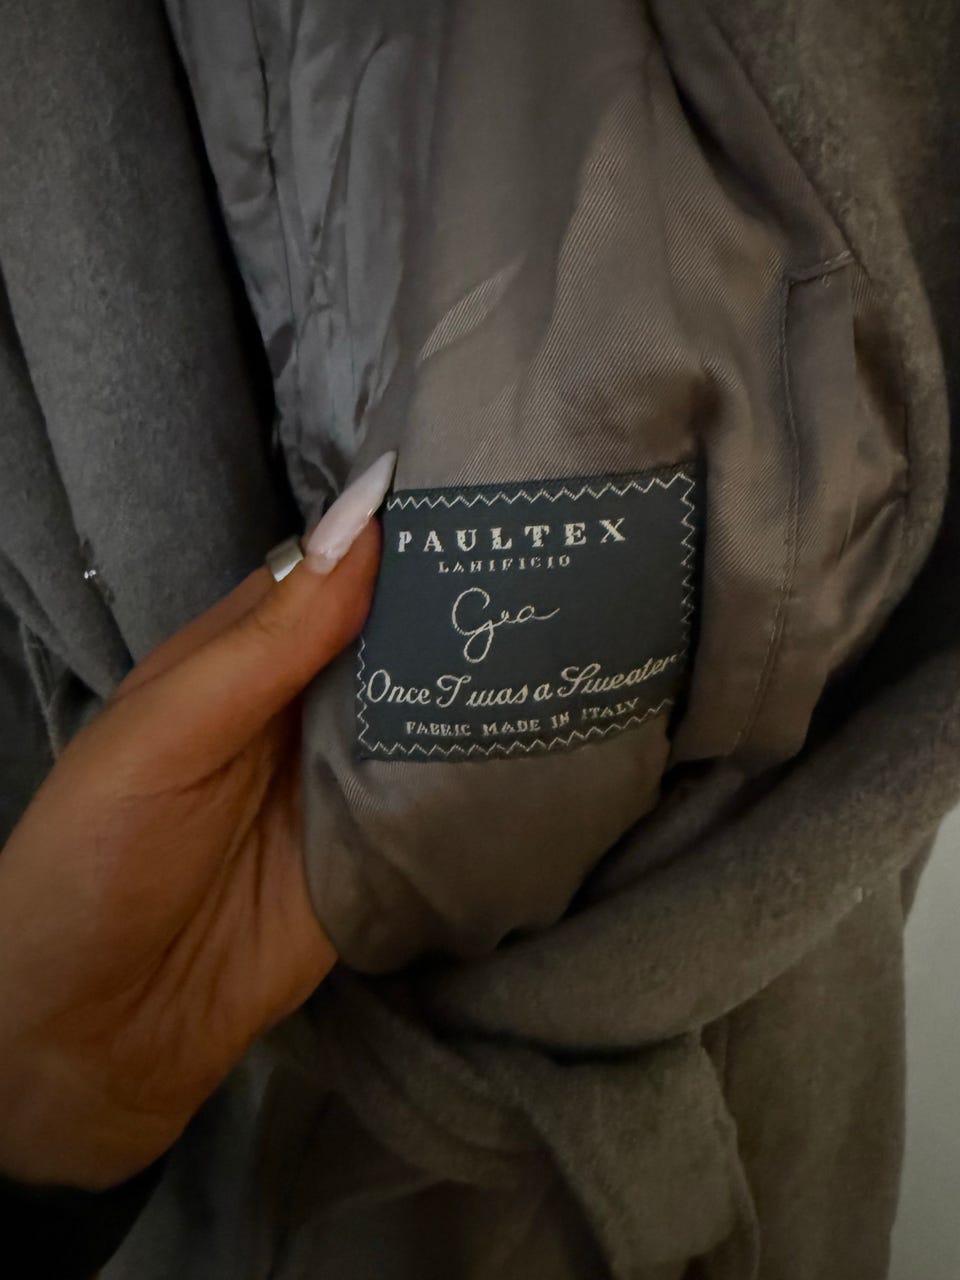 PAULTEX
LANIFICIO
Gea
Once I was a Sweater
FABRIC MADE IN ITALY